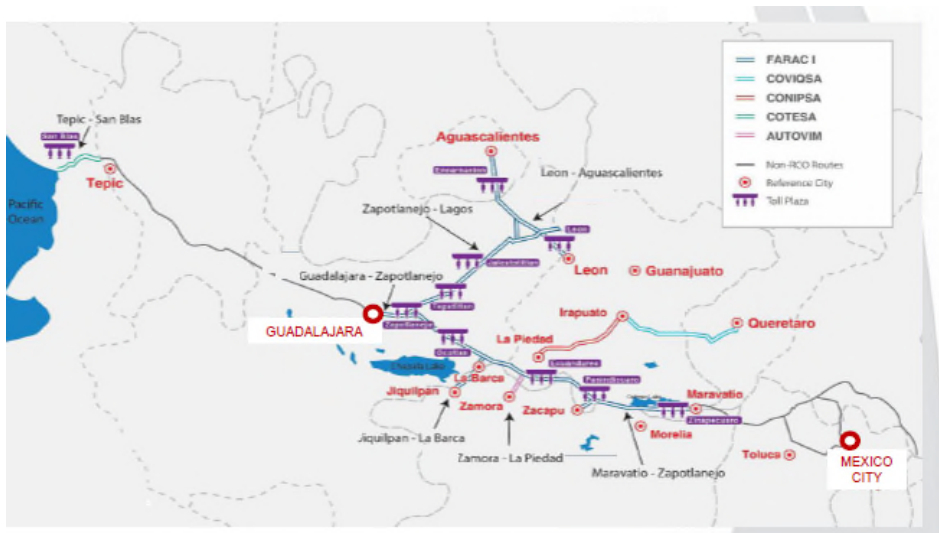 FARAC I
COVIQSA
CONIPSA
COTESA
AUTOVIM
Non-RCO Routes
Reference City
Toll Plaza
Tepic - San Blas
San Blas
Tepic
Pacific
Ocean
Aguascalientes
Encarnacion
Leon - Aguascalientes
Zapotlanejo - Lagos
Leon
Jalostotitlan
Leon
Guanajuato
Guadalajara - Zapotlanejo
Tepatitlan
GUADALAJARA
Zapotlanejo
Irapuato
Queretaro
Ocotlan
La Piedad
Chapala Lake
La Barca
Ecuandureo
Panindicuaro
Jiquilpan
Zamora
Zacapu
Maravatio
Zinapecuaro
Morelia
Jiquilpan - La Barca
Zamora - La Piedad
Maravatio - Zapotlanejo
Toluca
MEXICO
CITY